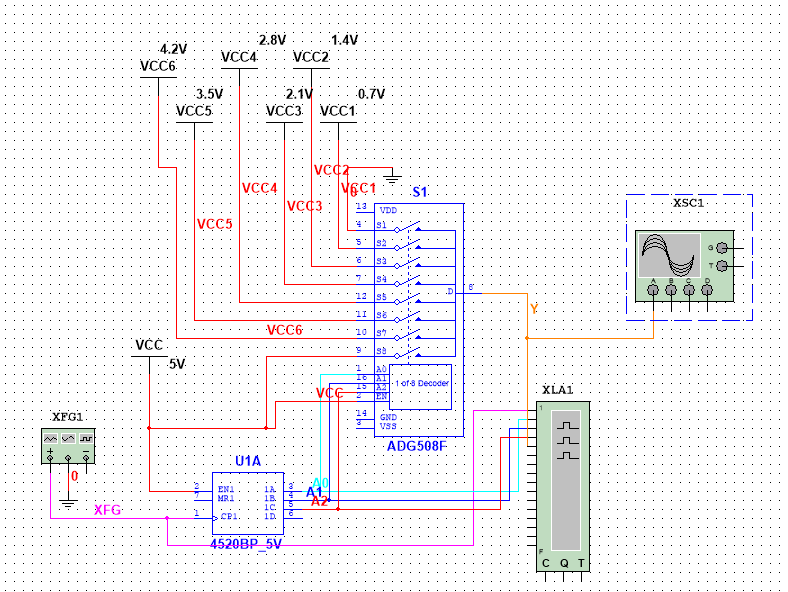 4.2V
2.8V
1.4V
VCC6
VCC4
VCC2
3.5V
2.1V
0.7V
VCC5
VCC3
VCC1
VCC2
VCC4
VCC1
0
S1
VCC3
XSC1
VCC5
13 VDD
4 S1
5 S2
6 S3
7 S4
12 S5
11 S6
10 S7
9 S8
D 8
G
T
A B C D
Y
VCC6
VCC
5V
1 A0
16 A1
15 A2
2 EN
1 of 8 Decoder
VCC
14 GND
3 VSS
ADG508F
XLA1
1
F
C Q T
XFG1
0
U1A
2 EN1
7 MR1
1 CP1
1A 3
1B 4
1C 5
1D 6
A0
A1
A2
XFG
4520BP_5V